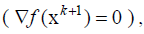 ( ∇f(x^{k+1}) = 0 ) ,